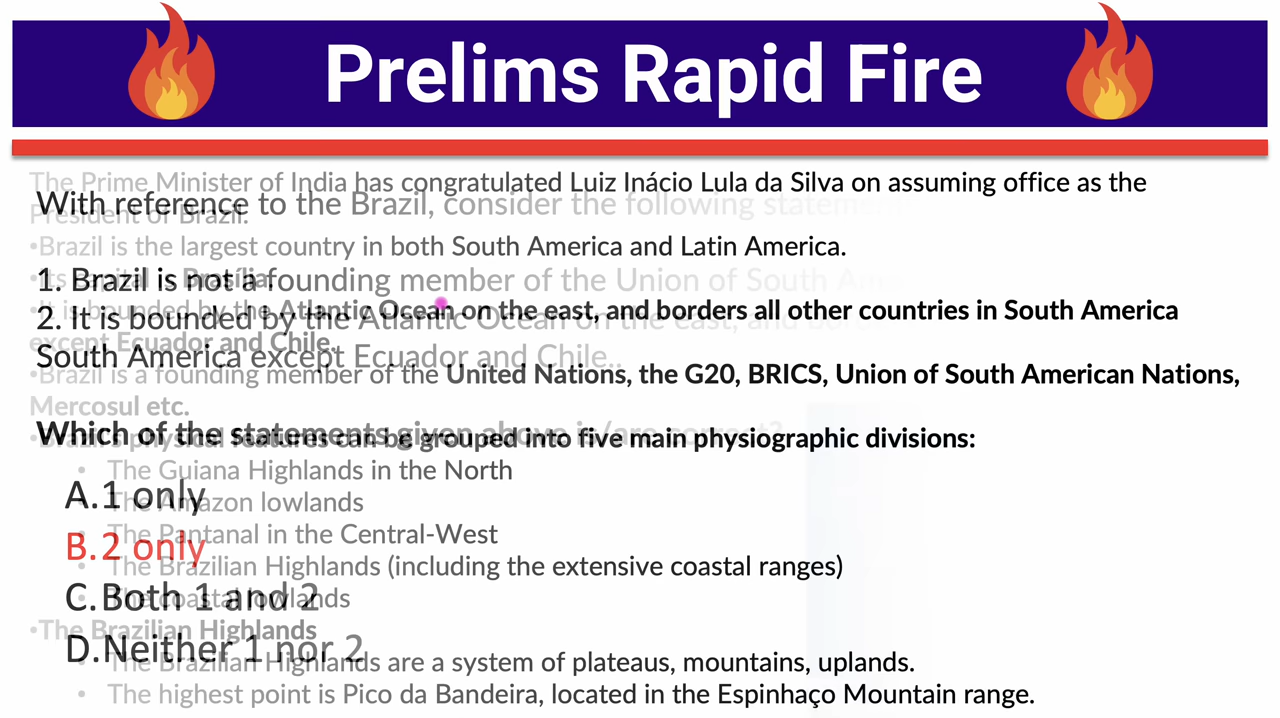 Prelims Rapid Fire
The Prime Minister of India has congratulated Luiz Inácio Lula da Silva on assuming office as the
With reference to the Brazil, consider the following statement
President of Brazil.
•Brazil is the largest country in both South America and Latin America.
Brasília.
1. Brazil is not a founding member of the Union of South
•It is bounded by the Atlantic Ocean on the east, and borders all other countries in South America
2. It is bounded by the Atlantic Ocean on the east, and
except Ecuador and Chile.
South America except Ecuador and Chile..
•Brazil is a founding member of the United Nations, the G20, BRICS, Union of South American Nations,
Mercosul etc.
Which of the statements given above is/are correct?
•Brazil's physical features can be grouped into five main physiographic divisions:
• The Guiana Highlands in the North
A.1 only
• The Amazon lowlands
• The Pantanal in the Central-West
B.2 only
• The Brazilian Highlands (including the extensive coastal ranges)
C.Both 1 and 2
• The coastal lowlands
•The Brazilian Highlands
D.Neither 1 nor 2
• The Brazilian Highlands are a system of plateaus, mountains, uplands.
• The highest point is Pico da Bandeira, located in the Espinhaço Mountain range.